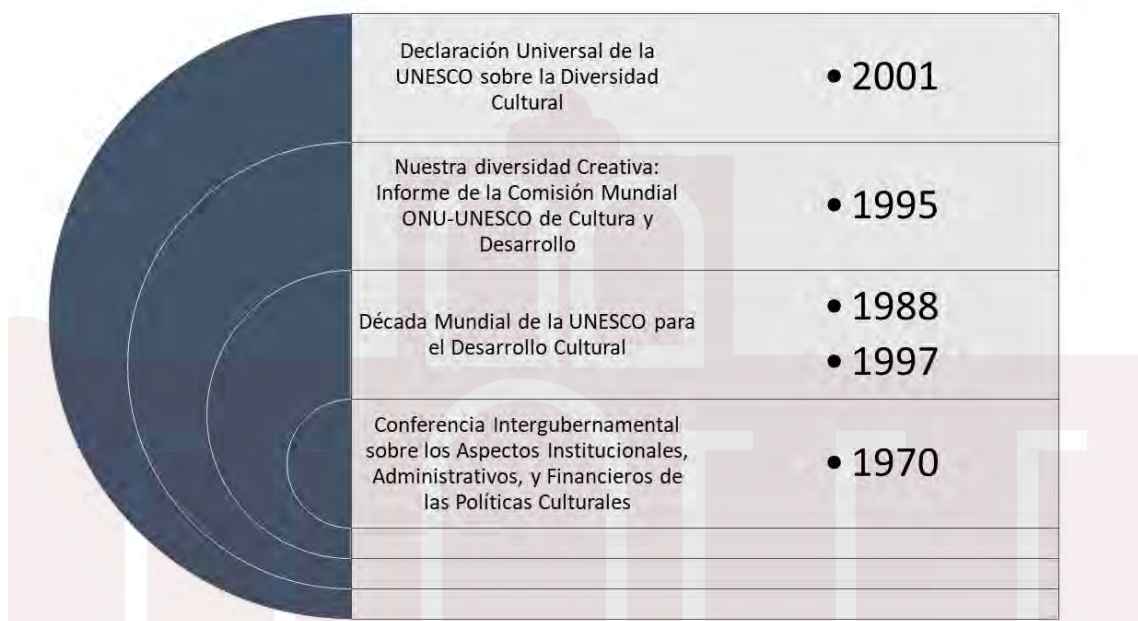 Declaración Universal de la
UNESCO sobre la Diversidad
Cultural
• 2001
Nuestra diversidad Creativa:
Informe de la Comisión Mundial
ONU-UNESCO de Cultura y
Desarrollo
• 1995
Década Mundial de la UNESCO para
el Desarrollo Cultural
• 1988
• 1997
Conferencia Intergubernamental
sobre los Aspectos Institucionales,
Administrativos, y Financieros de
las Políticas Culturales
• 1970